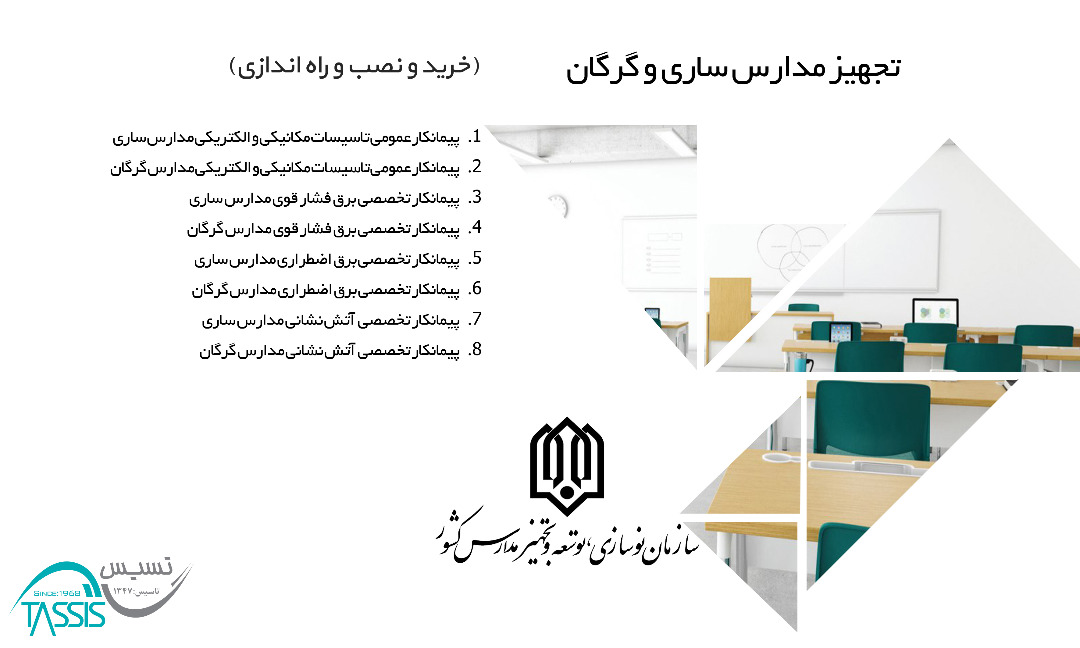 تجهیز مدارس ساری و گرگان
(خرید و نصب و راه اندازی)
1. پیمانکار عمومی تاسیسات مکانیکی و الکتریکی مدارس ساری
2. پیمانکار عمومی تاسیسات مکانیکی و الکتریکی مدارس گرگان
3. پیمانکار تخصصی برق فشار قوی مدارس ساری
4. پیمانکار تخصصی برق فشار قوی مدارس گرگان
5. پیمانکار تخصصی برق اضطراری مدارس ساری
6. پیمانکار تخصصی برق اضطراری مدارس گرگان
7. پیمانکار تخصصی آتش نشانی مدارس ساری
8. پیمانکار تخصصی آتش نشانی مدارس گرگان
سازمان نوسازی، توسعه و تجهیز مدارس کشور
تسیس
تاسیس: ۱۳۴۷
SINCE:1968
TASSIS